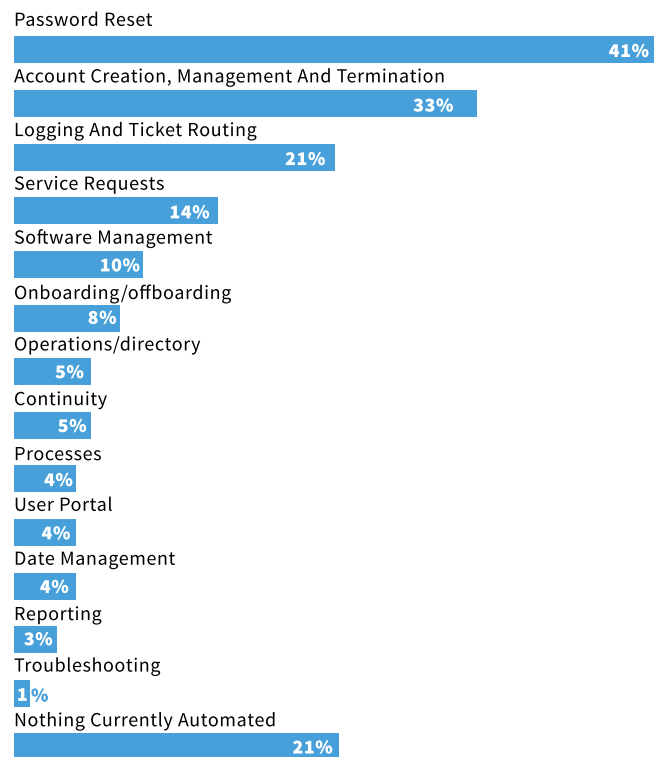 Password Reset
41%
Account Creation, Management And Termination
33%
Logging And Ticket Routing
21%
Service Requests
14%
Software Management
10%
Onboarding/offboarding
8%
Operations/directory
5%
Continuity
5%
Processes
4%
User Portal
4%
Date Management
4%
Reporting
3%
Troubleshooting
1%
Nothing Currently Automated
21%